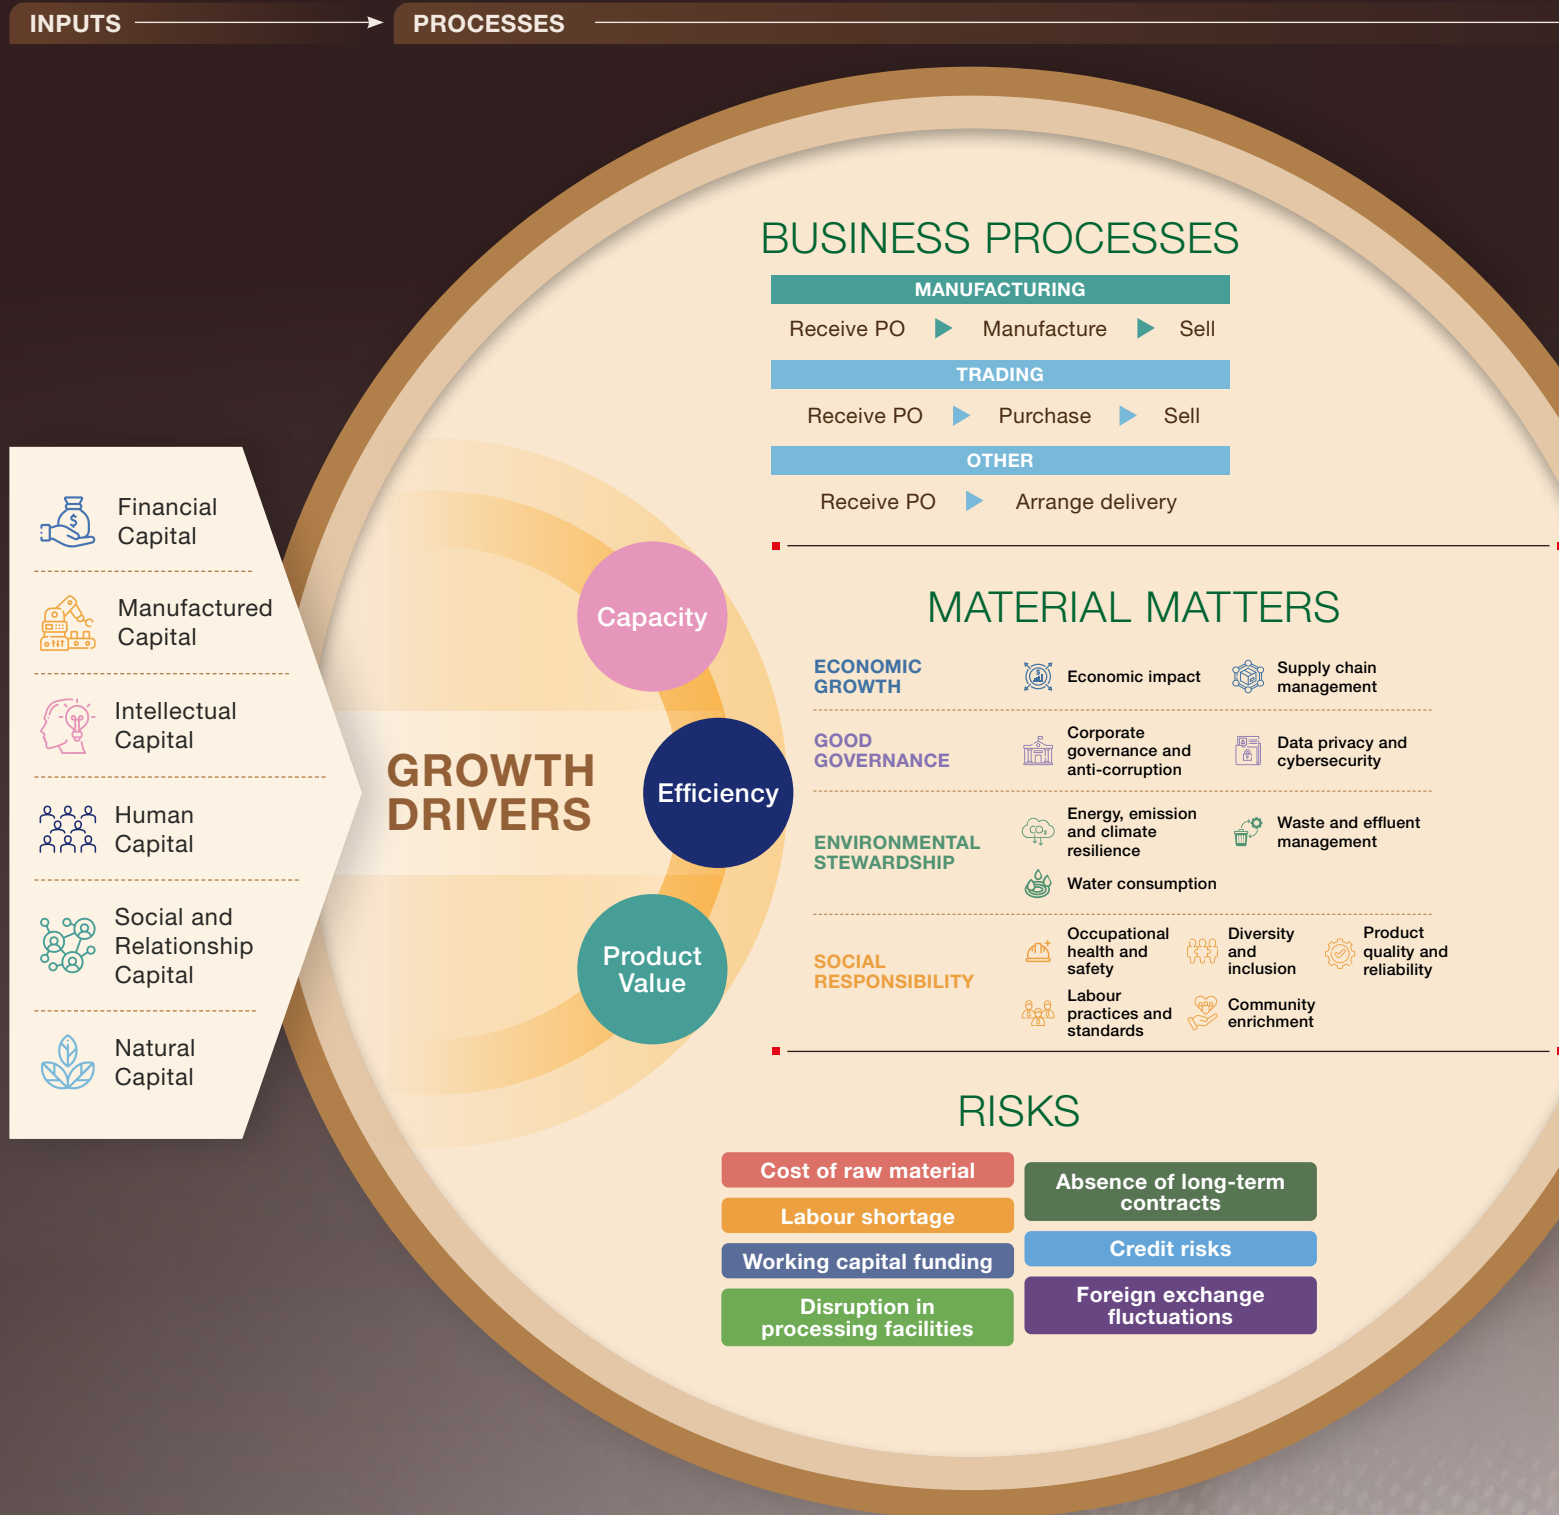 INPUTS
PROCESSES
Financial
Capital
Manufactured
Capital
Intellectual
Capital
Human
Capital
Social and
Relationship
Capital
Natural
Capital
GROWTH
DRIVERS
Capacity
Efficiency
Product
Value
BUSINESS PROCESSES
MANUFACTURING
Receive PO Manufacture Sell
TRADING
Receive PO Purchase Sell
OTHER
Receive PO Arrange delivery
MATERIAL MATTERS
ECONOMIC
GROWTH
Economic impact
Supply chain
management
GOOD
GOVERNANCE
Corporate
governance and
anti-corruption
Data privacy and
cybersecurity
ENVIRONMENTAL
STEWARDSHIP
Energy, emission
and climate
resilience
Waste and effluent
management
Water consumption
SOCIAL
RESPONSIBILITY
Occupational
health and
safety
Diversity
and
inclusion
Product
quality and
reliability
Labour
practices and
standards
Community
enrichment
RISKS
Cost of raw material
Labour shortage
Working capital funding
Disruption in
processing facilities
Absence of long-term
contracts
Credit risks
Foreign exchange
fluctuations